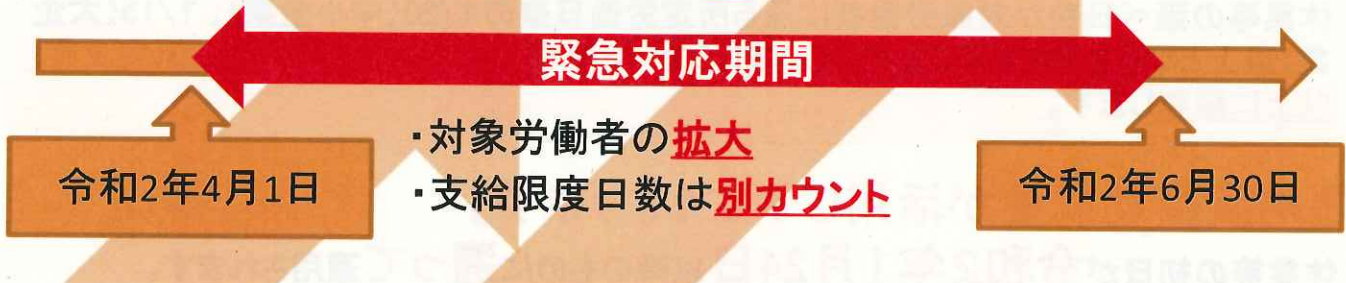 緊急対応期間
・対象労働者の拡大
・支給限度日数は別カウント
令和2年4月1日
令和2年6月30日